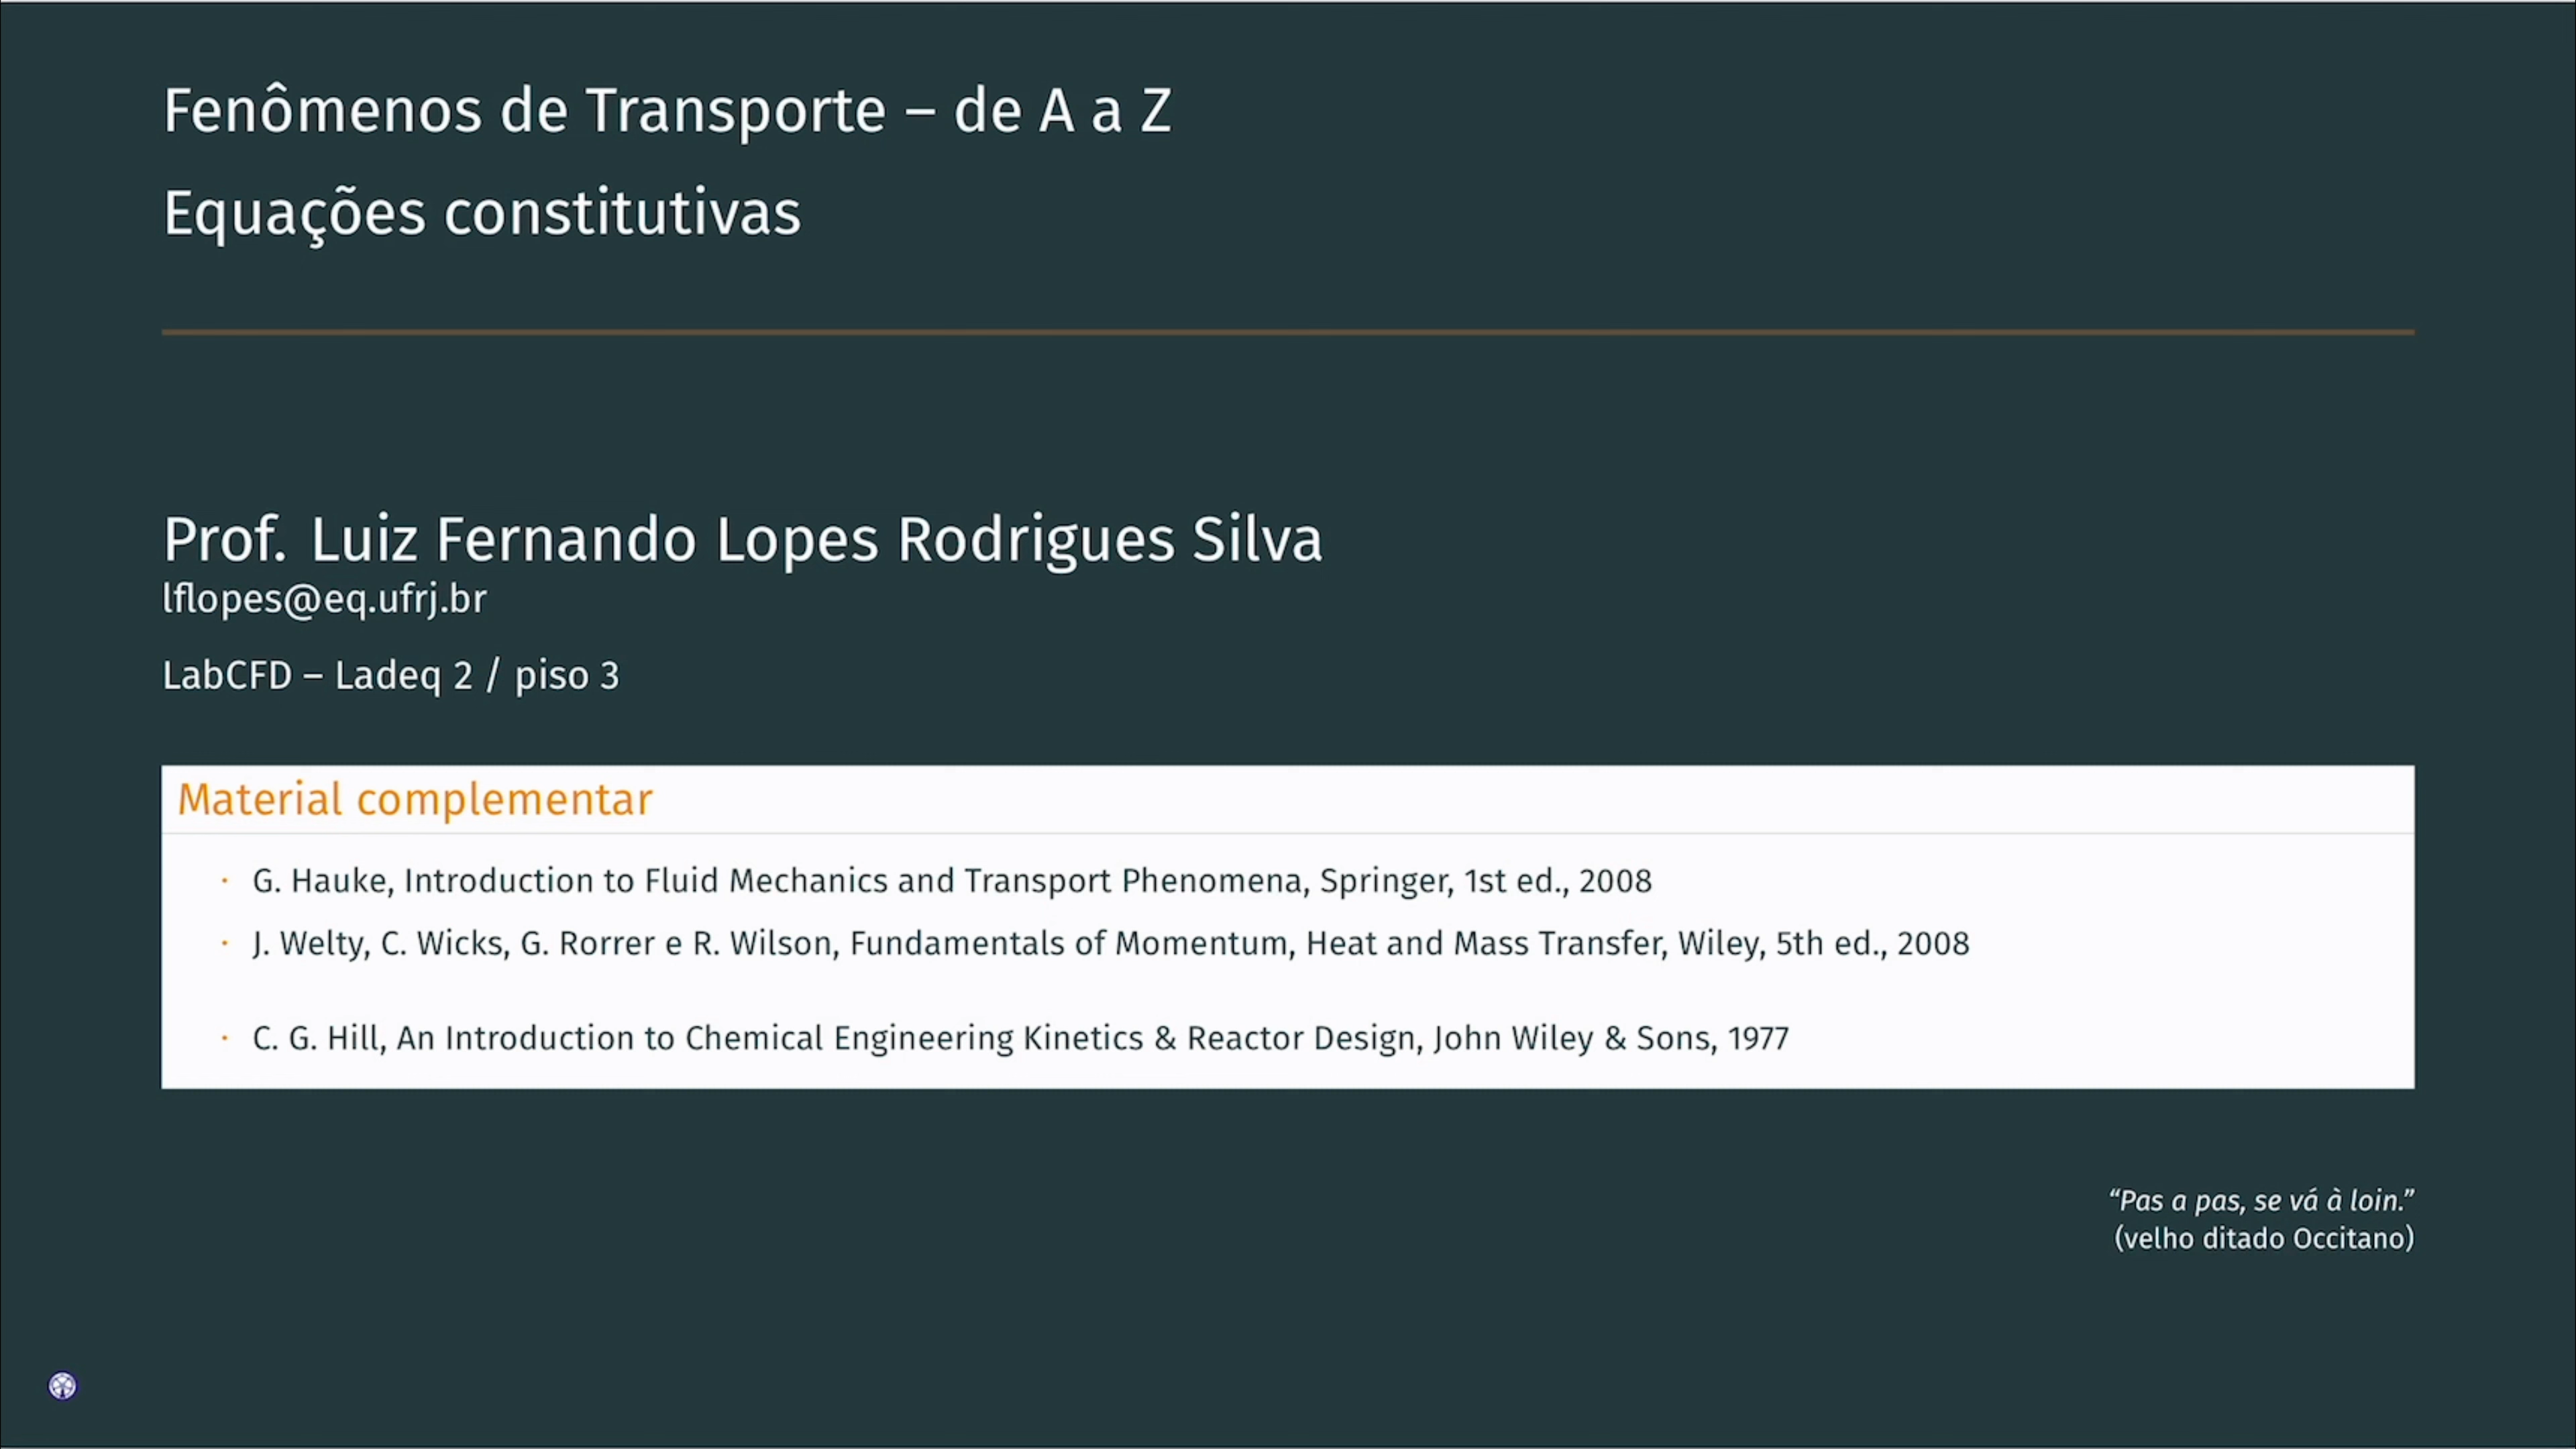 Fenômenos de Transporte – de A a Z
Equações constitutivas
Prof. Luiz Fernando Lopes Rodrigues Silva
lflopes@eq.ufrj.br
LabCFD – Ladeq 2 / piso 3
Material complementar
· G. Hauke, Introduction to Fluid Mechanics and Transport Phenomena, Springer, 1st ed., 2008
· J. Welty, C. Wicks, G. Rorrer e R. Wilson, Fundamentals of Momentum, Heat and Mass Transfer, Wiley, 5th ed., 2008
· C. G. Hill, An Introduction to Chemical Engineering Kinetics & Reactor Design, John Wiley & Sons, 1977
“Pas a pas, se vá à loin.”
(velho ditado Occitano)